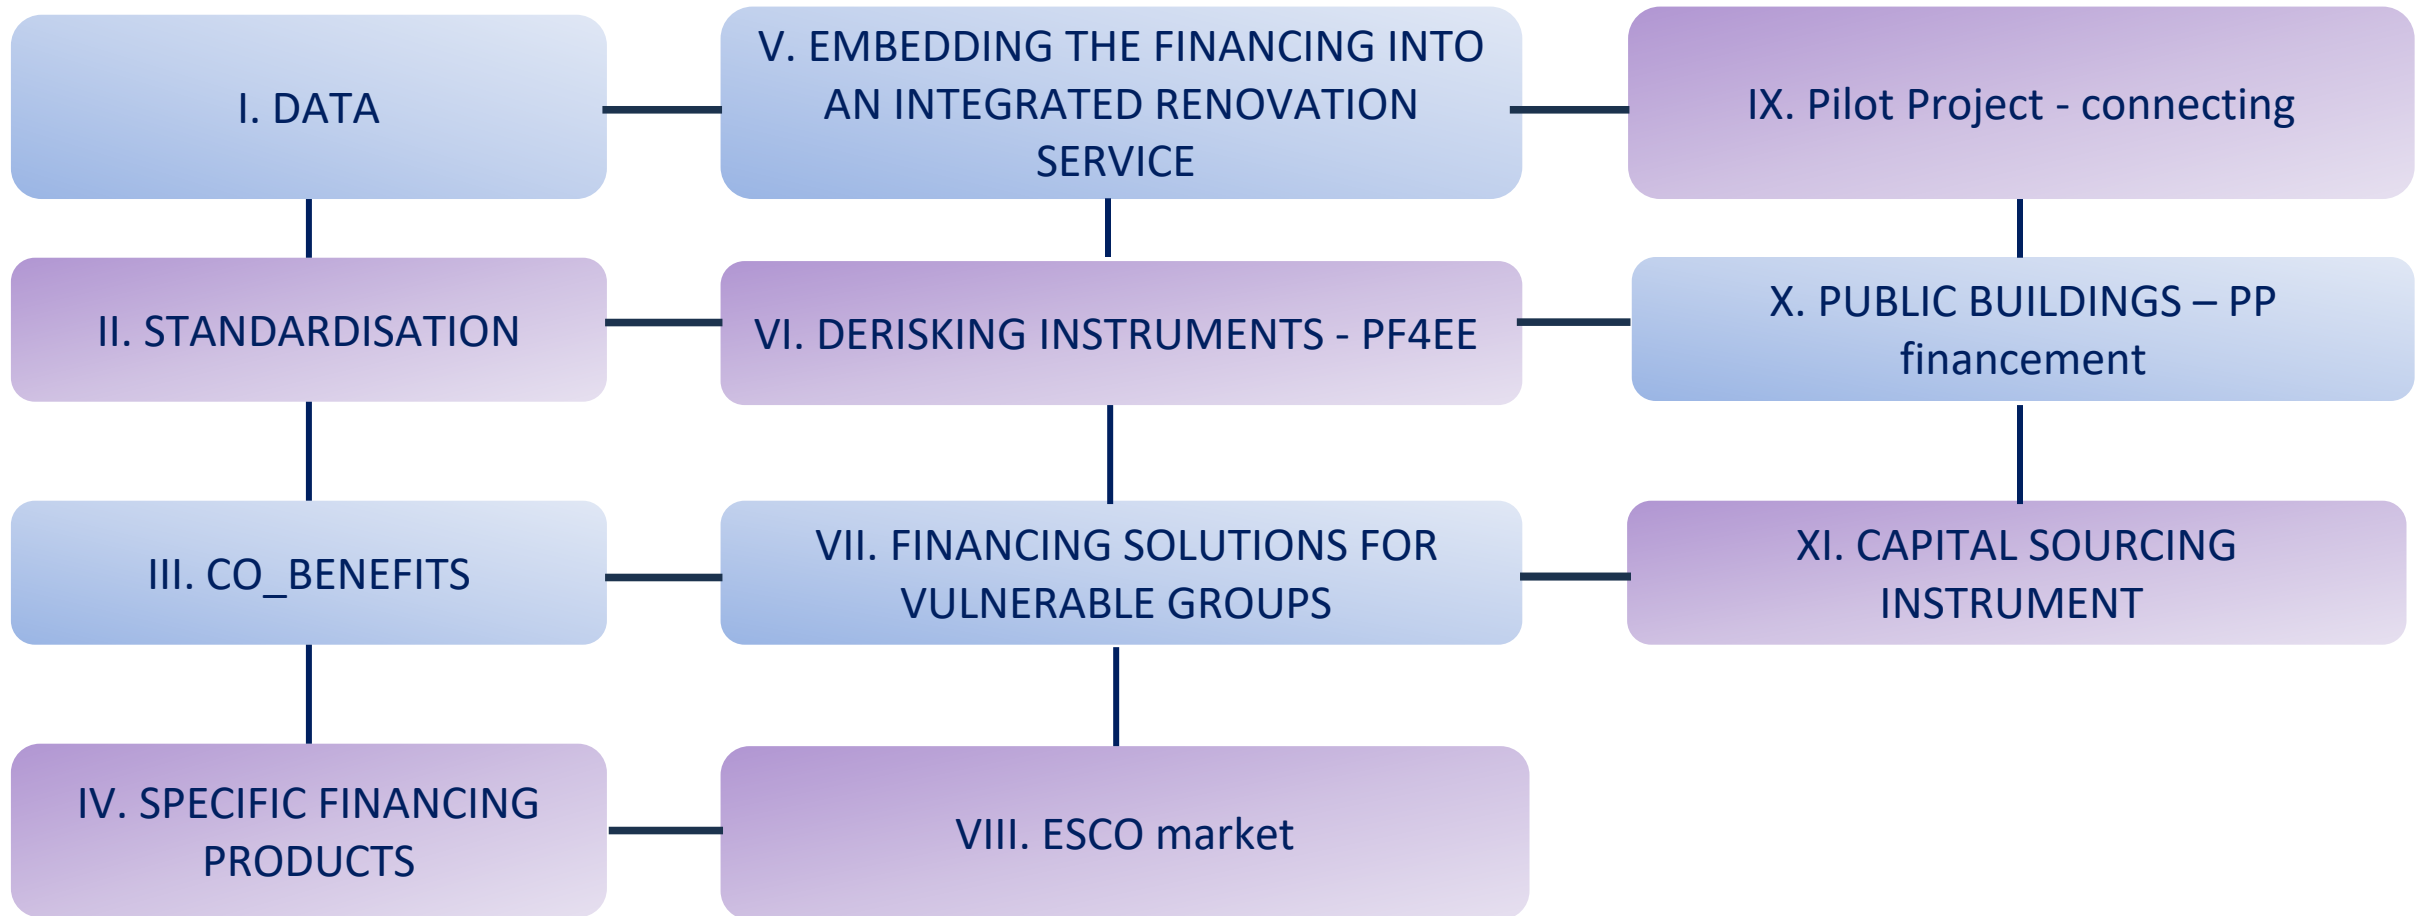 I. DATA
II. STANDARDISATION
III. CO_BENEFITS
IV. SPECIFIC FINANCING
PRODUCTS
V. EMBEDDING THE FINANCING INTO
AN INTEGRATED RENOVATION
SERVICE
VI. DERISKING INSTRUMENTS - PF4EE
VII. FINANCING SOLUTIONS FOR
VULNERABLE GROUPS
VIII. ESCO market
IX. Pilot Project - connecting
X. PUBLIC BUILDINGS – PP
financement
XI. CAPITAL SOURCING
INSTRUMENT